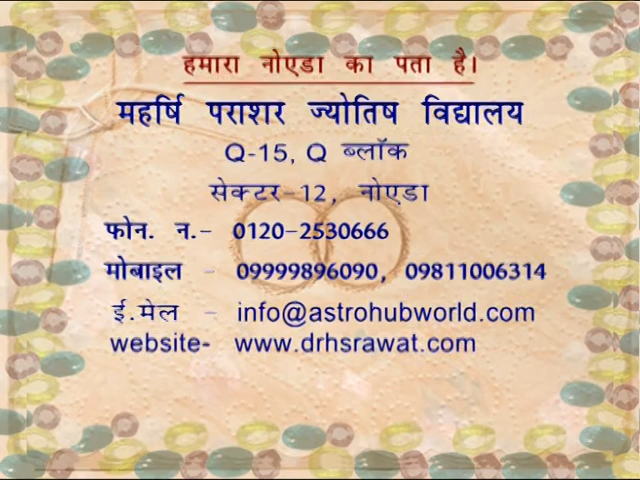 हमारा नोएडा का पता है।
महर्षि पराशर ज्योतिष विद्यालय
Q-15, Q ब्लॉक
सेक्टर-12, नोएडा
फोन. न.- 0120-2530666
मोबाइल - 09999896090, 09811006314
ई.मेल - info@astrohubworld.com
website- www.drhsrawat.com